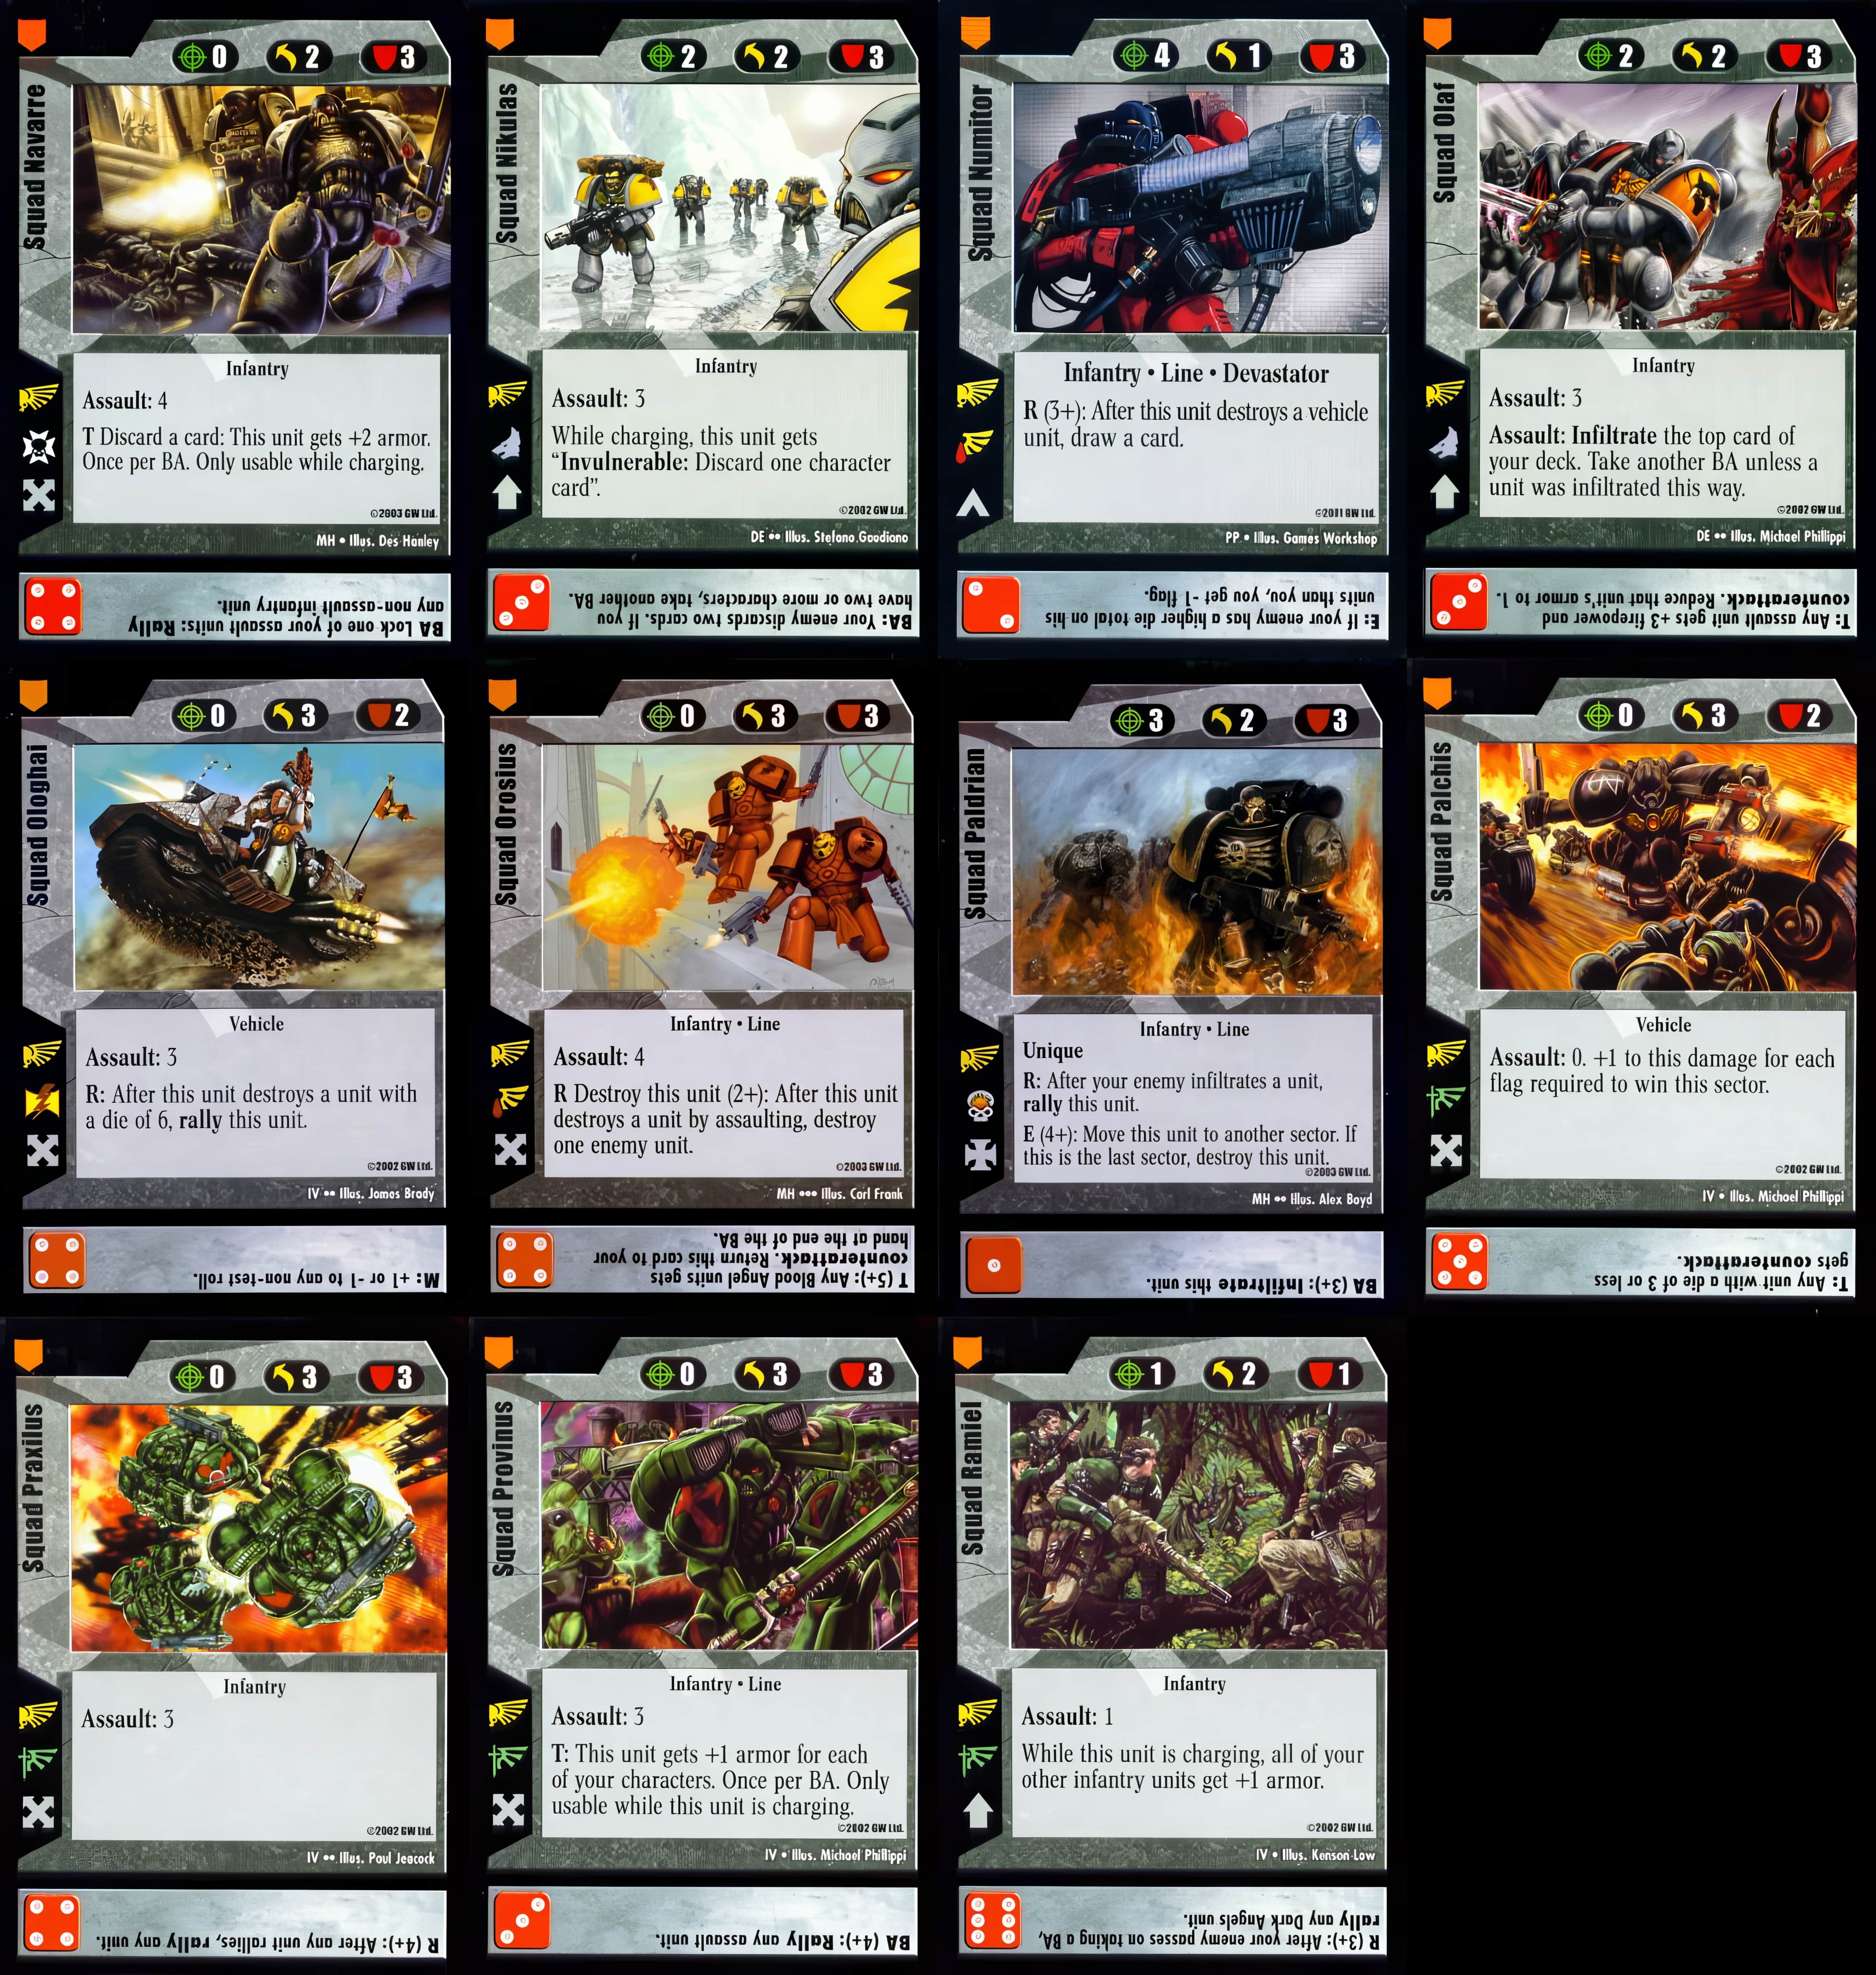 0 2 3
Squad Navarre
Infantry
Assault: 4
T Discard a card: This unit gets +2 armor.
Once per BA. Only usable while charging.
©2003 GW Ltd.
MH • Illus. Des Hanley
BA Lock one of your assault units: Rally
any non-assault infantry unit.
2 2 3
Squad Nikulas
Infantry
Assault: 3
While charging, this unit gets
“Invulnerable: Discard one character
card”.
©2002 GW Ltd.
DE •• Illus. Stefano Gaudiano
BA: Your enemy discards two cards. If you
have two or more characters, take another BA.
4 1 3
Squad Numitor
Infantry • Line • Devastator
R (3+): After this unit destroys a vehicle
unit, draw a card.
©2001 GW Ltd.
PP • Illus. Games Workshop
E: If your enemy has a higher die total on his
units than you, you get -1 flag.
2 2 3
Squad Olaf
Infantry
Assault: 3
Assault: Infiltrate the top card of
your deck. Take another BA unless a
unit was infiltrated this way.
©2002 GW Ltd.
DE •• Illus. Michael Phillippi
T: Any assault unit gets +3 firepower and
counterattack. Reduce that unit's armor to 1.
0 3 2
Squad Ologhai
Vehicle
Assault: 3
R: After this unit destroys a unit with
a die of 6, rally this unit.
©2002 GW Ltd.
IV •• Illus. James Brady
M: +1 or -1 to any non-test roll.
0 3 3
Squad Orosius
Infantry • Line
Assault: 4
R Destroy this unit (2+): After this unit
destroys a unit by assaulting, destroy
one enemy unit.
©2003 GW Ltd.
MH ••• Illus. Carl Frank
T (5+): Any Blood Angel units gets
counterattack. Return this card to your
hand at the end of the BA.
3 2 3
Squad Paldrian
Infantry • Line
Unique
R: After your enemy infiltrates a unit,
rally this unit.
E (4+): Move this unit to another sector. If
this is the last sector, destroy this unit.
©2003 GW Ltd.
MH •• Illus. Alex Boyd
BA (3+): Infiltrate this unit.
0 3 2
Squad Palchis
Vehicle
Assault: 0. +1 to this damage for each
flag required to win this sector.
©2002 GW Ltd.
IV • Illus. Michael Phillippi
T: Any unit with a die of 3 or less
gets counterattack.
0 3 3
Squad Praxilus
Infantry
Assault: 3
©2002 GW Ltd.
IV •• Illus. Paul Jeacock
R (4+): After any unit rallies, rally any unit.
0 3 3
Squad Provinus
Infantry • Line
Assault: 3
T: This unit gets +1 armor for each
of your characters. Once per BA. Only
usable while this unit is charging.
©2002 GW Ltd.
IV • Illus. Michael Phillippi
BA (4+): Rally any assault unit.
1 2 1
Squad Ramiel
Infantry
Assault: 1
While this unit is charging, all of your
other infantry units get +1 armor.
©2002 GW Ltd.
IV • Illus. Kenson Low
R (3+): After your enemy passes on taking a BA,
rally any Dark Angels unit.